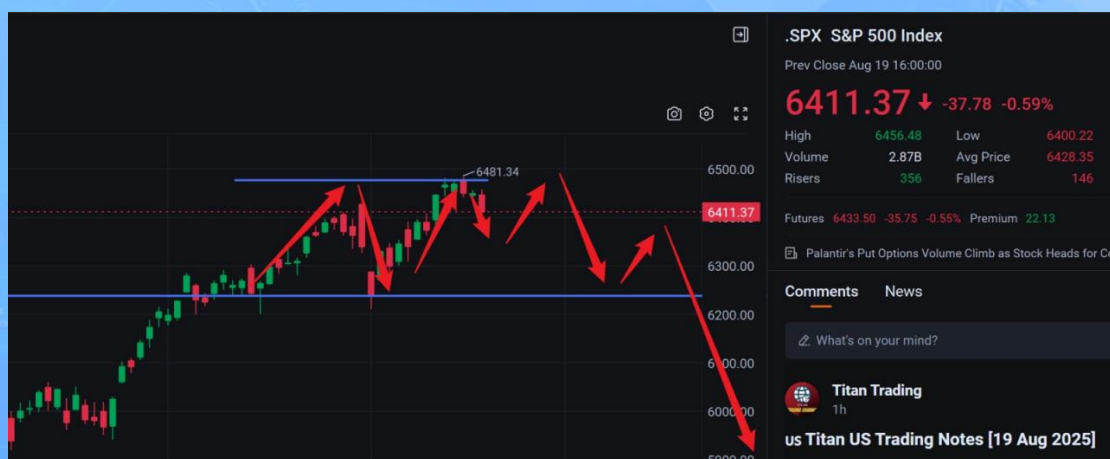 .SPX S&P 500 Index
Prev Close Aug 19 16:00:00
6411.37 -37.78 -0.59%
High 6456.48 Low 6400.22
Volume 2.87B Avg Price 6428.35
Risers 356 Fallers 146
Futures 6433.50 -35.75 -0.55% Premium 22.13
Palantir's Put Options Volume Climb as Stock Heads for
Comments News
What's on your mind?
Titan Trading
1h
us Titan US Trading Notes [19 Aug 2025]
6481.34
6500.00
6411.37
6300.00
6200.00
6000.00